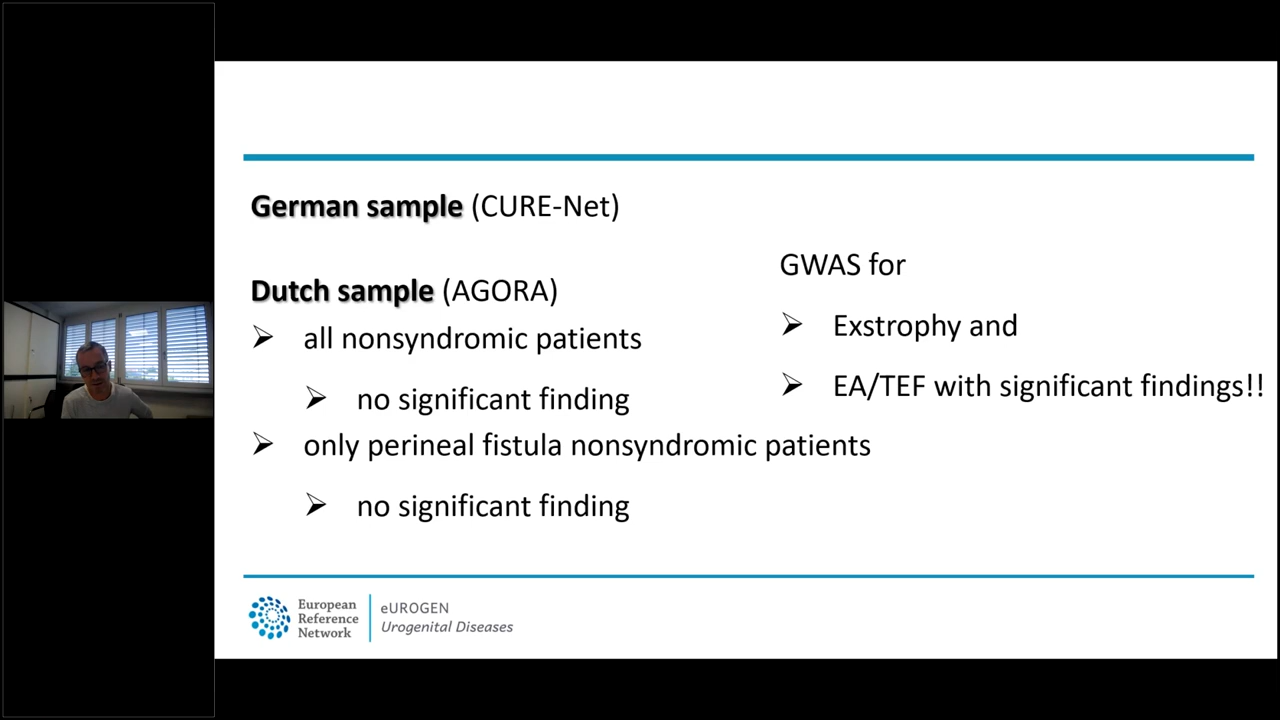 German sample (CURE-Net)
Dutch sample (AGORA)
all nonsyndromic patients
no significant finding
only perineal fistula nonsyndromic patients
no significant finding
GWAS for
Exstrophy and
EA/TEF with significant findings!!
European
Reference
Network
eUROGEN
Urogenital Diseases